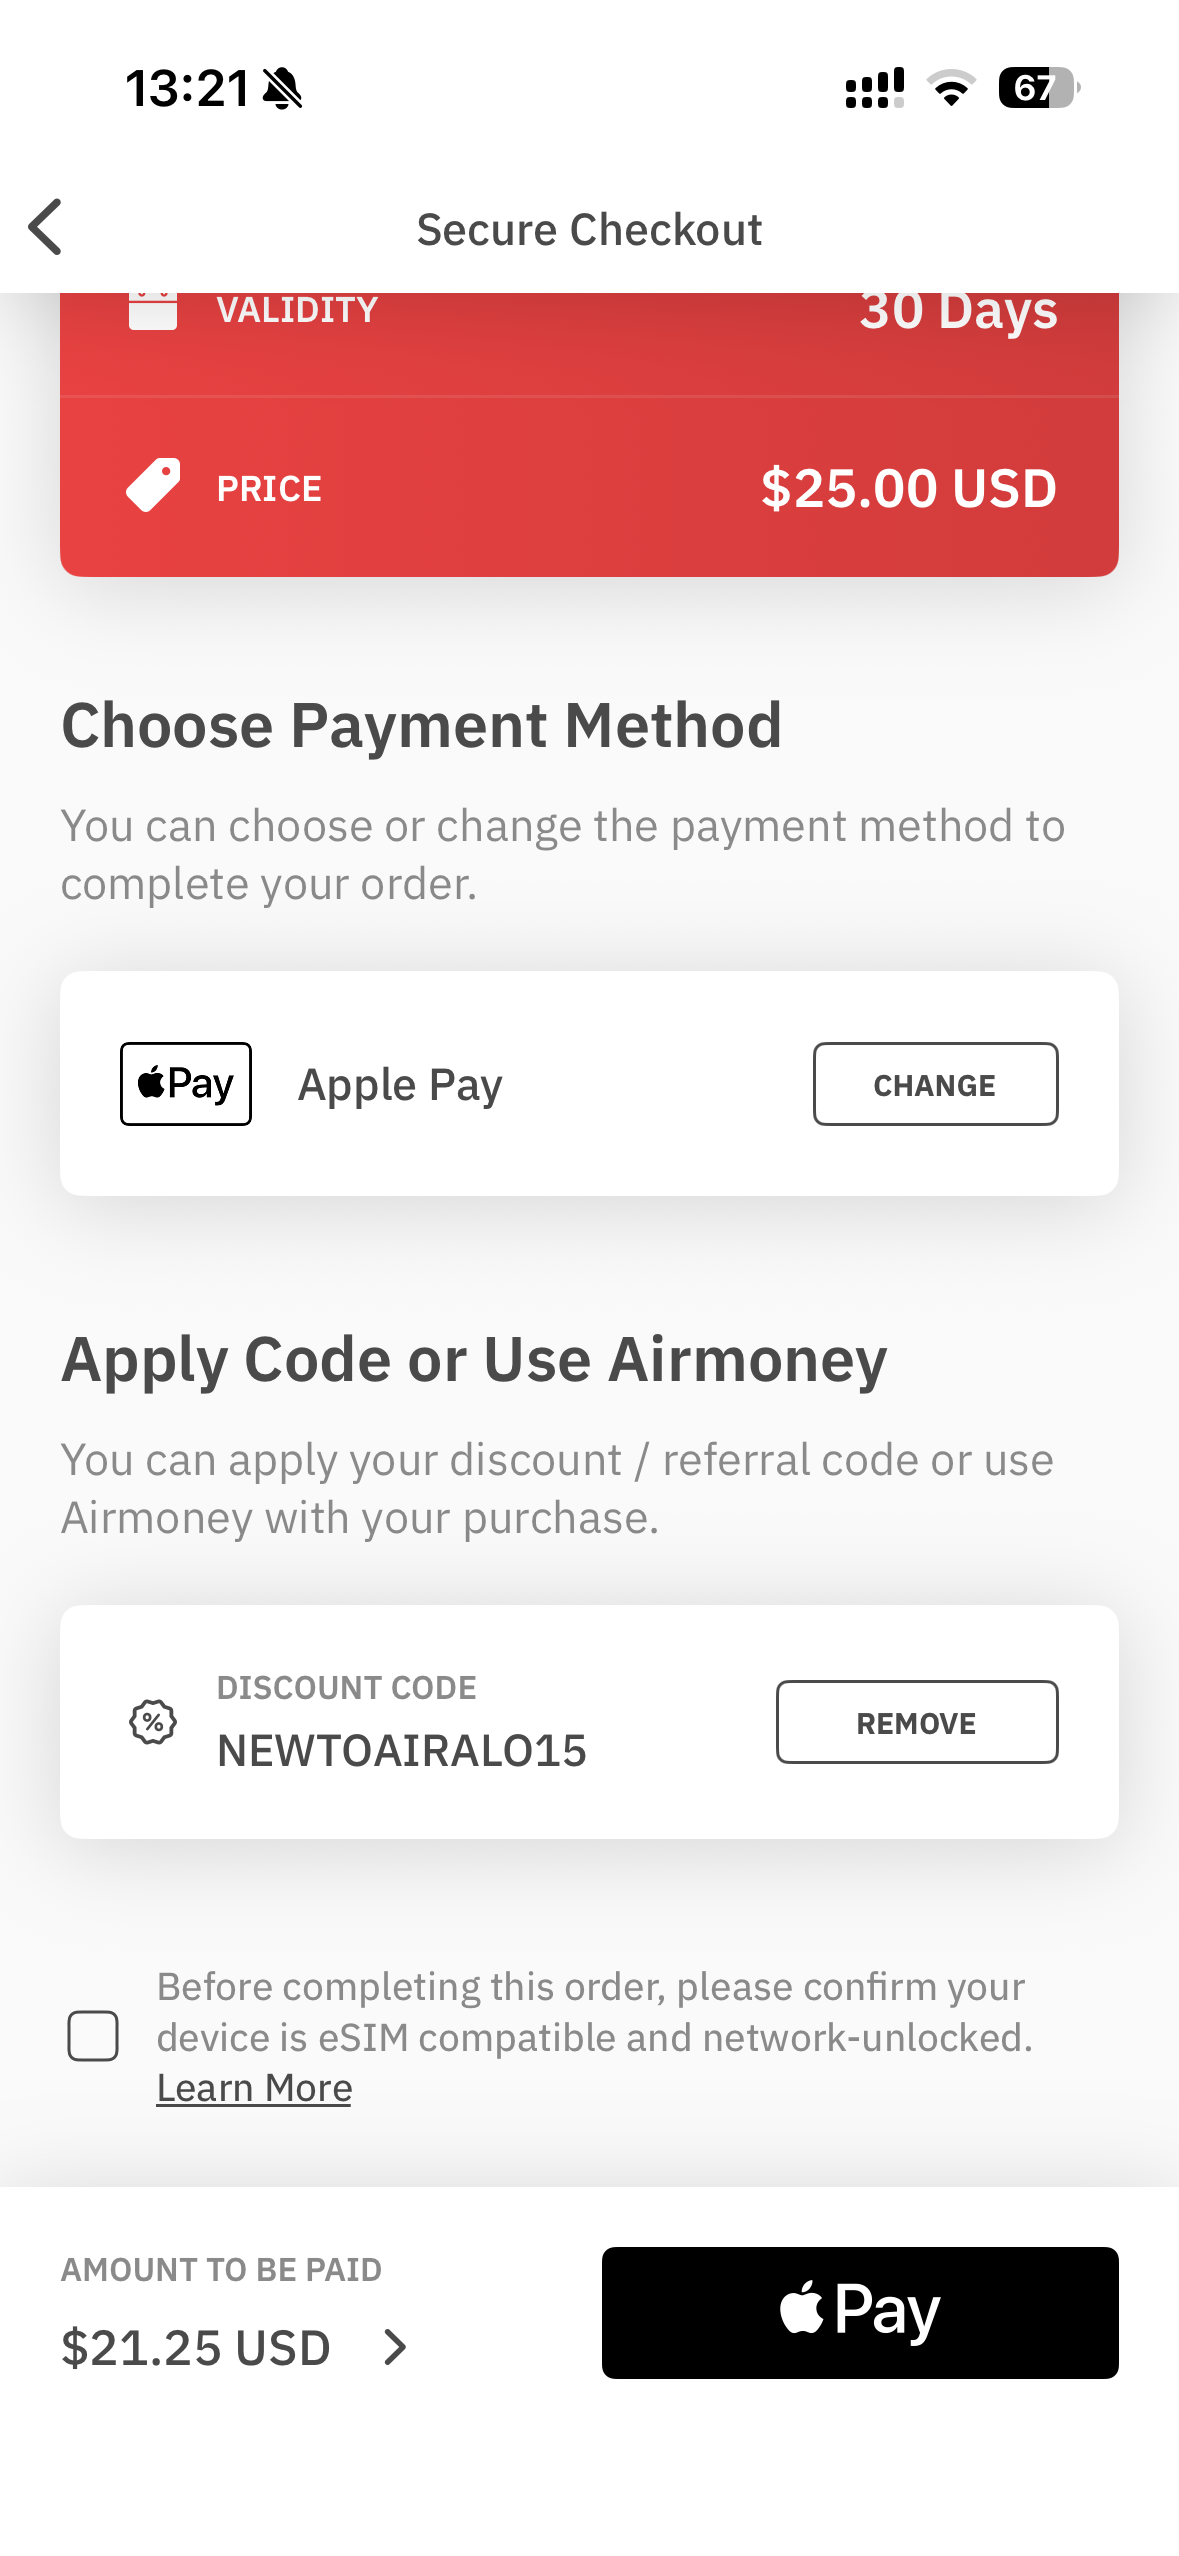 13:21
67
Secure Checkout
VALIDITY
30 Days
PRICE
$25.00 USD
Choose Payment Method
You can choose or change the payment method to
complete your order.
Pay
Apple Pay
CHANGE
Apply Code or Use Airmoney
You can apply your discount / referral code or use
Airmoney with your purchase.
DISCOUNT CODE
NEWTOAIRALO15
REMOVE
Before completing this order, please confirm your
device is eSIM compatible and network-unlocked.
Learn More
AMOUNT TO BE PAID
$21.25 USD
Pay